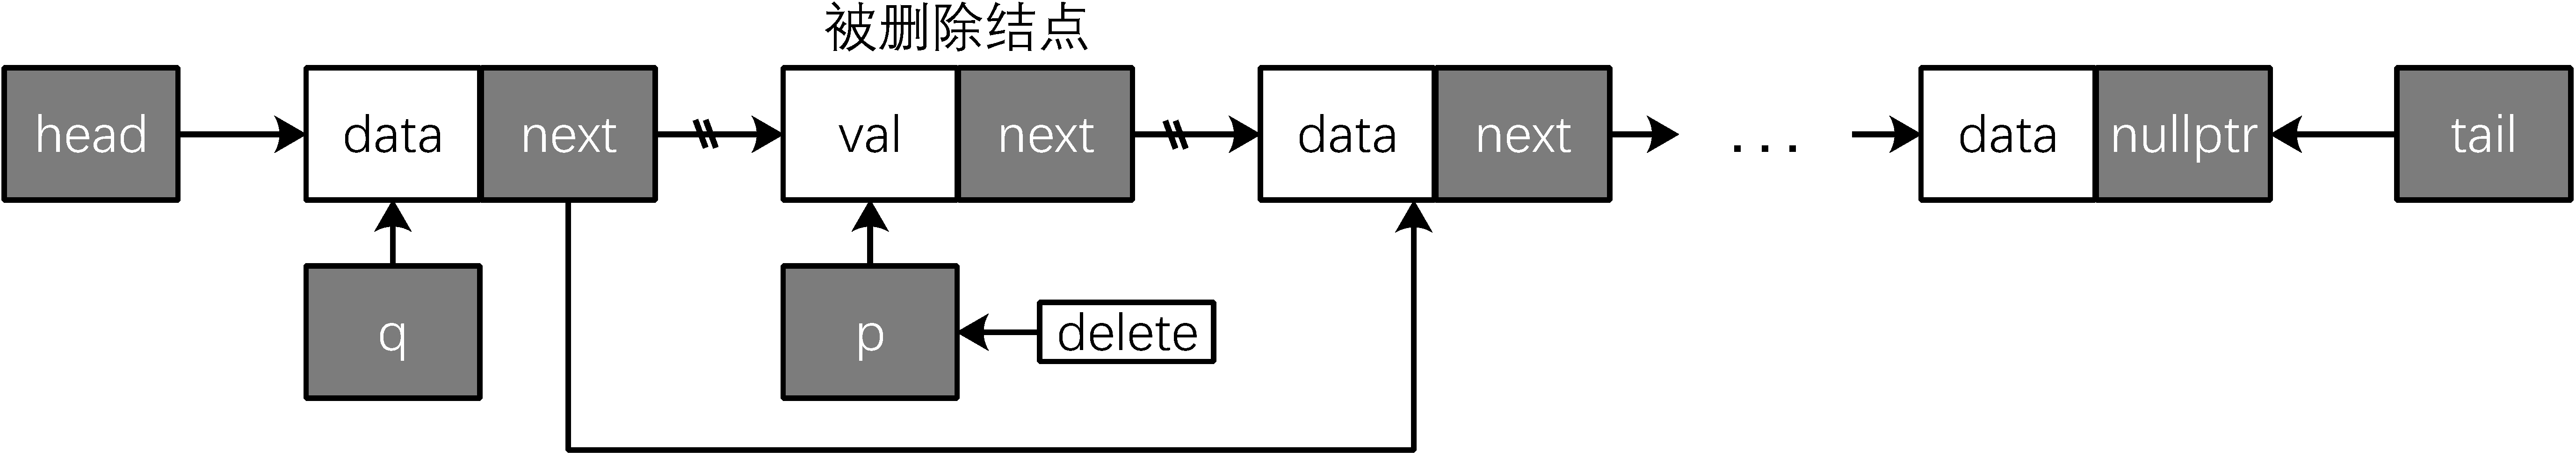 被删除结点
head data next val next data next ... data nullptr tail
q p delete